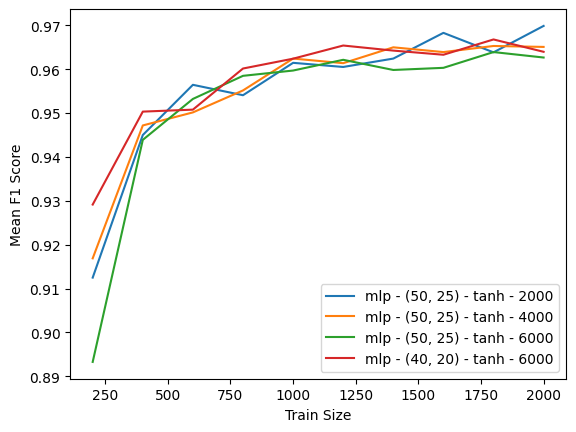 0.97
0.96
0.95
0.94
0.93
0.92
0.91
0.90
0.89
Mean F1 Score
mlp - (50, 25) - tanh - 2000
mlp - (50, 25) - tanh - 4000
mlp - (50, 25) - tanh - 6000
mlp - (40, 20) - tanh - 6000
250 500 750 1000 1250 1500 1750 2000
Train Size